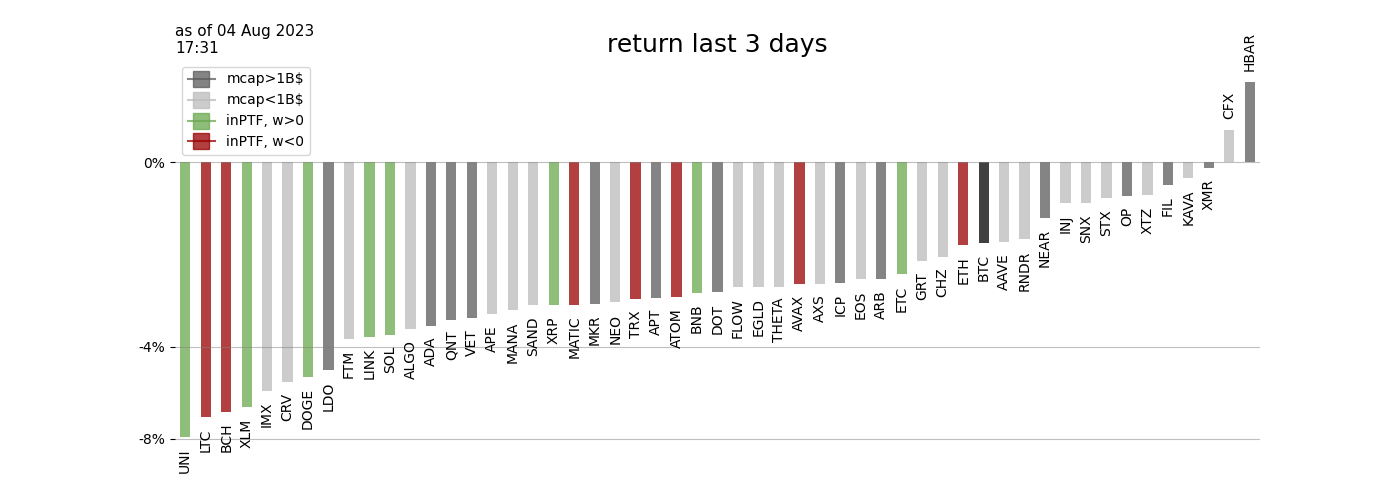 as of 04 Aug 2023
17:31
return last 3 days
mcap>1B$
mcap<1B$
inPTF, w>0
inPTF, w<0
0%
-4%
-8%
UNI
LTC
BCH
XLM
IMX
CRV
DOGE
LDO
FTM
LINK
SOL
ALGO
ADA
QNT
VET
APE
MANA
SAND
XRP
MATIC
MKR
NEO
TRX
APT
ATOM
BNB
DOT
FLOW
EGLD
THETA
AVAX
AXS
ICP
EOS
ARB
ETC
GRT
CHZ
ETH
BTC
AAVE
RNDR
NEAR
INJ
SNX
STX
OP
XTZ
FIL
KAVA
XMR
CFX
HBAR